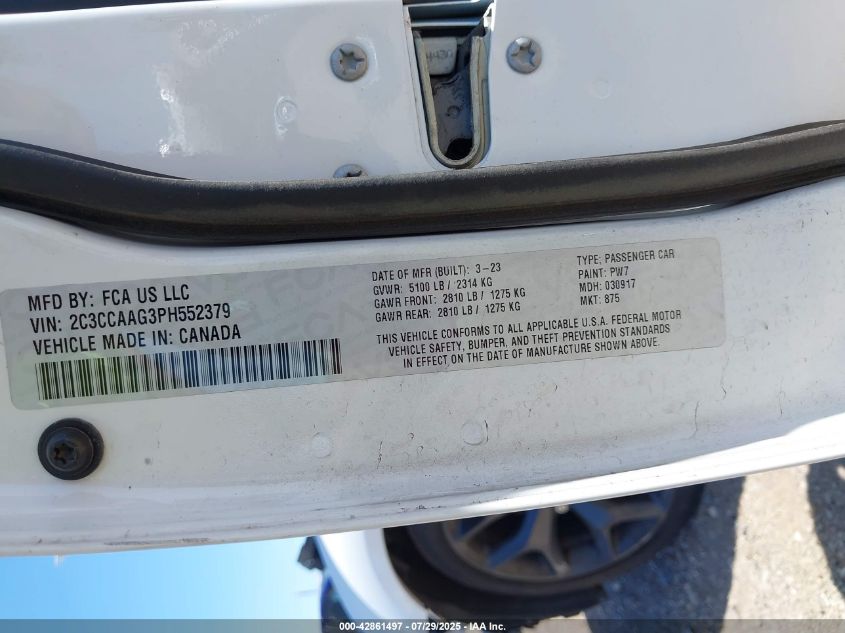 MFD BY: FCA US LLC
VIN: 2C3CCAAG3PH552379
VEHICLE MADE IN: CANADA
DATE OF MFR (BUILT): 3-23
GVWR: 5100 LB / 2314 KG
GAWR FRONT: 2810 LB / 1275 KG
GAWR REAR: 2810 LB / 1275 KG
TYPE: PASSENGER CAR
PAINT: PW7
MDH: 030917
MKT: 875
THIS VEHICLE CONFORMS TO ALL APPLICABLE U.S.A. FEDERAL MOTOR
VEHICLE SAFETY, BUMPER, AND THEFT PREVENTION STANDARDS
IN EFFECT ON THE DATE OF MANUFACTURE SHOWN ABOVE.
000-42861497 - 07/29/2025 - © IAA Inc.